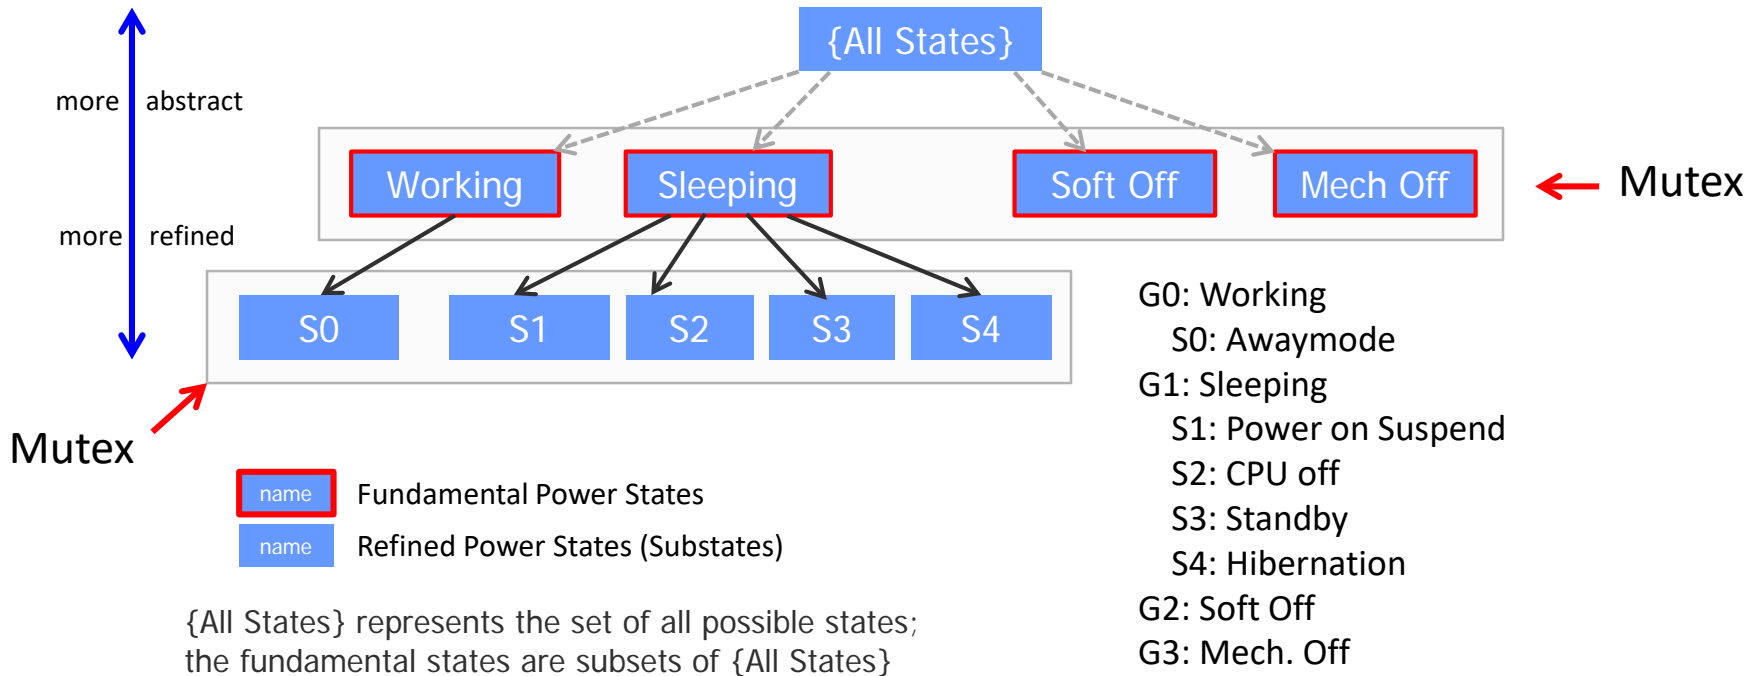 {All States}
more abstract
Working
Sleeping
Soft Off
Mech Off
Mutex
more refined
S0
S1
S2
S3
S4
Mutex
name Fundamental Power States
name Refined Power States (Substates)
{All States} represents the set of all possible states;
the fundamental states are subsets of {All States}
G0: Working
S0: Awaymode
G1: Sleeping
S1: Power on Suspend
S2: CPU off
S3: Standby
S4: Hibernation
G2: Soft Off
G3: Mech. Off